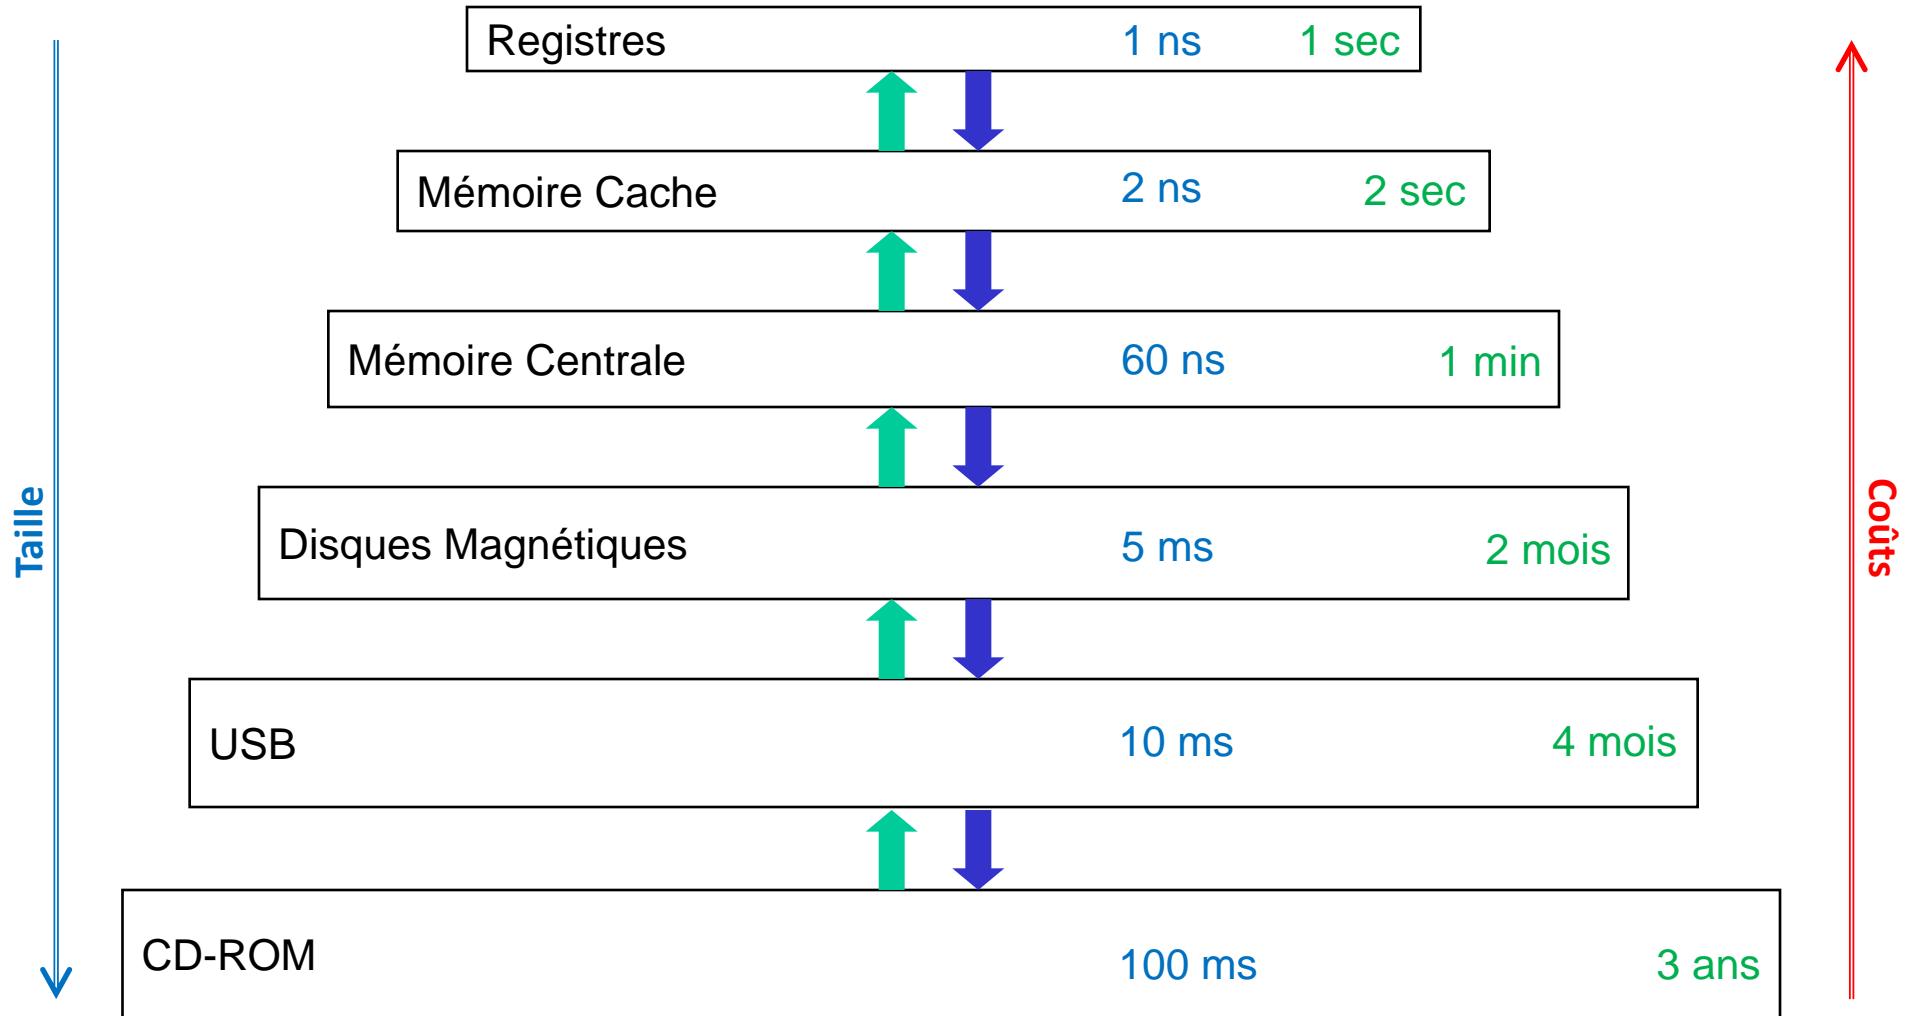 Registres 1 ns 1 sec
Mémoire Cache 2 ns 2 sec
Mémoire Centrale 60 ns 1 min
Disques Magnétiques 5 ms 2 mois
USB 10 ms 4 mois
CD-ROM 100 ms 3 ans
Taille
Coûts